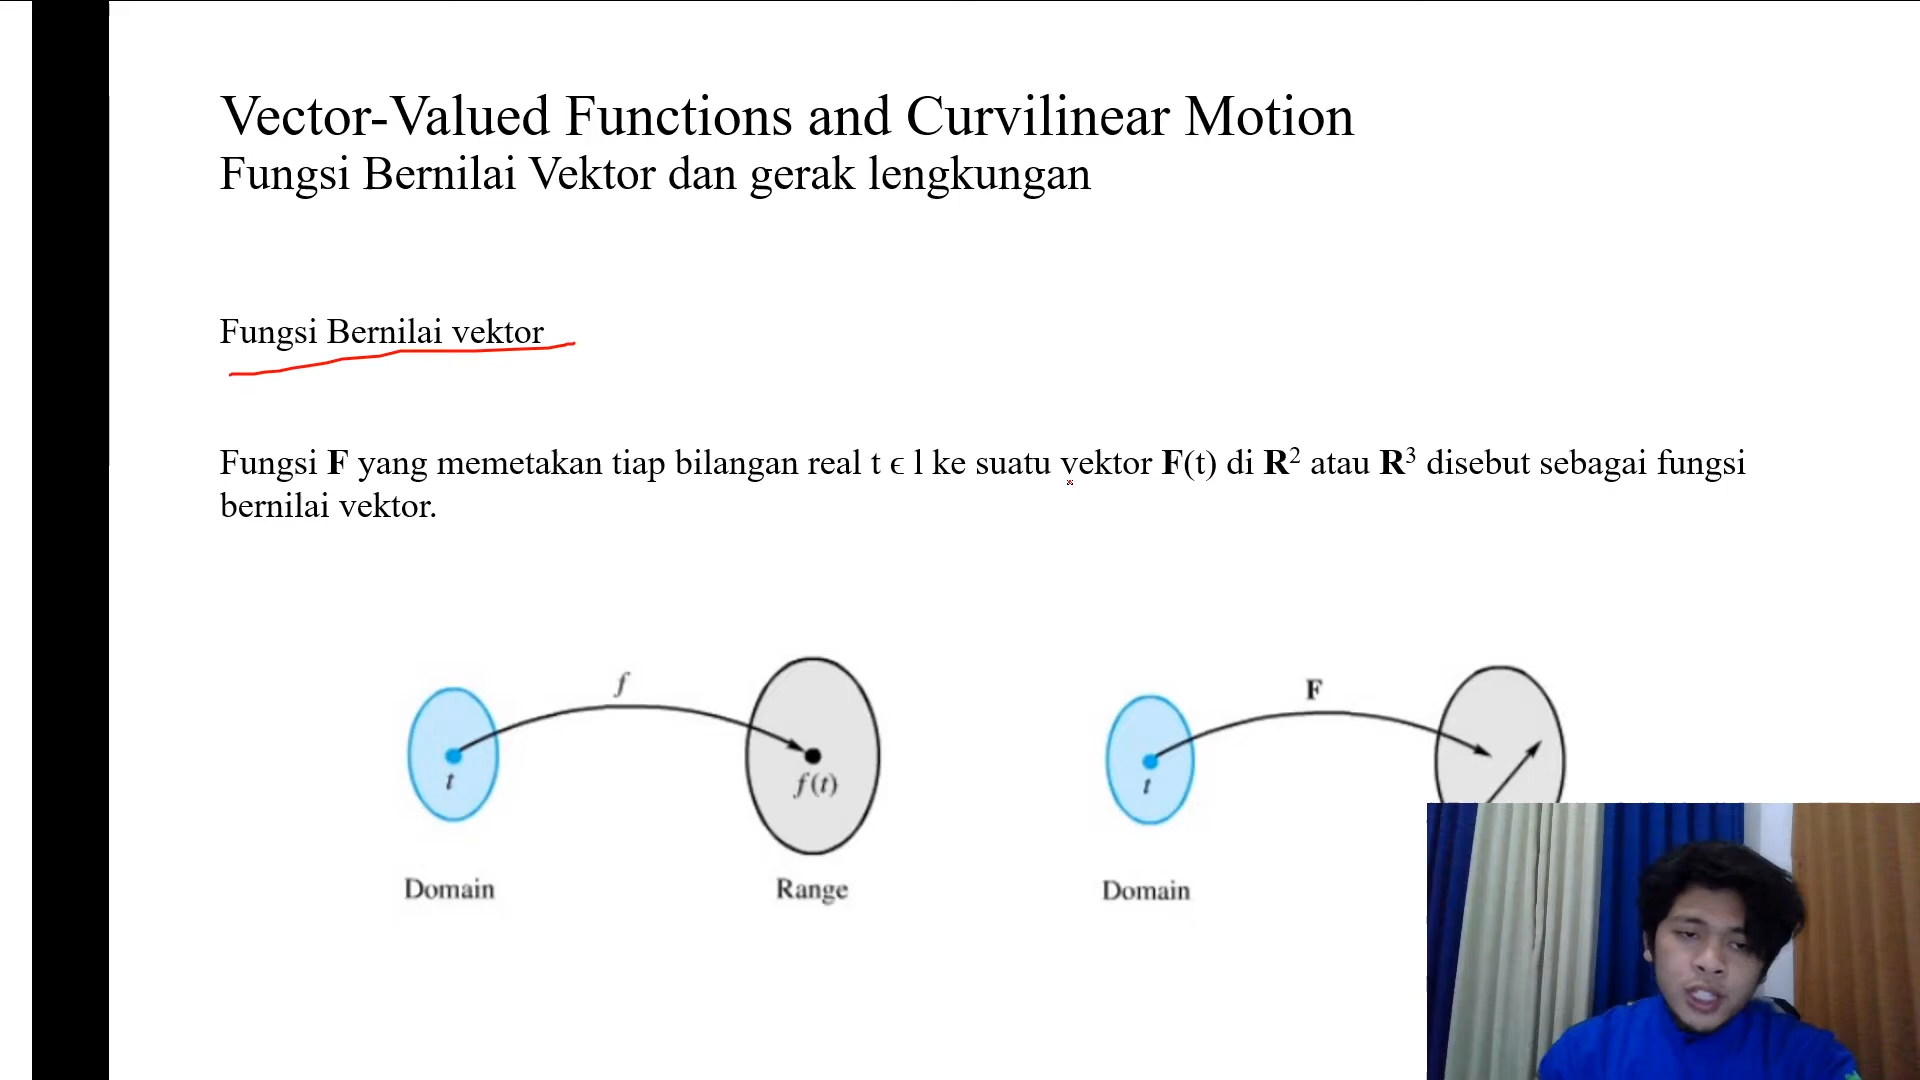 Vector-Valued Functions and Curvilinear Motion
Fungsi Bernilai Vektor dan gerak lengkungan
Fungsi Bernilai vektor
Fungsi F yang memetakan tiap bilangan real t ϵ l ke suatu vektor F(t) di R² atau R³ disebut sebagai fungsi
bernilai vektor.
f
F
t
f(t)
t
Domain
Range
Domain